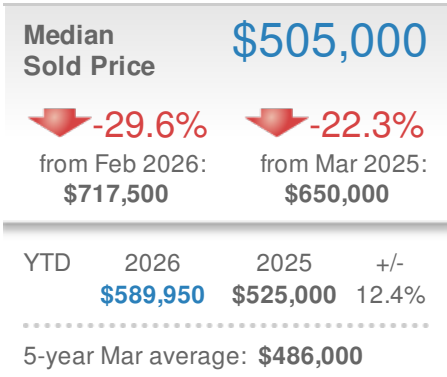 Median $505,000
Sold Price
-29.6% -22.3%
from Feb 2026: from Mar 2025:
$717,500 $650,000
YTD 2026 2025 +/-
$589,950 $525,000 12.4%
5-year Mar average: $486,000